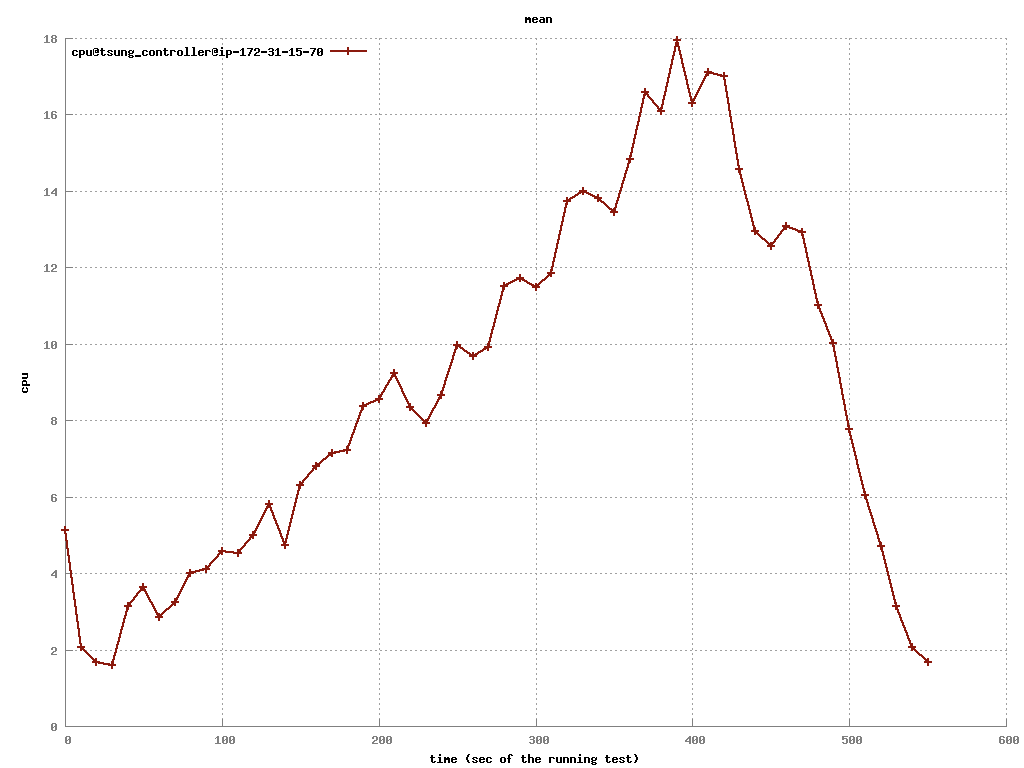 mean
cpu@tsung_controller@ip-172-31-15-70
18
16
14
12
10
8
6
4
2
0
cpu
0 100 200 300 400 500 600
time (sec of the running test)